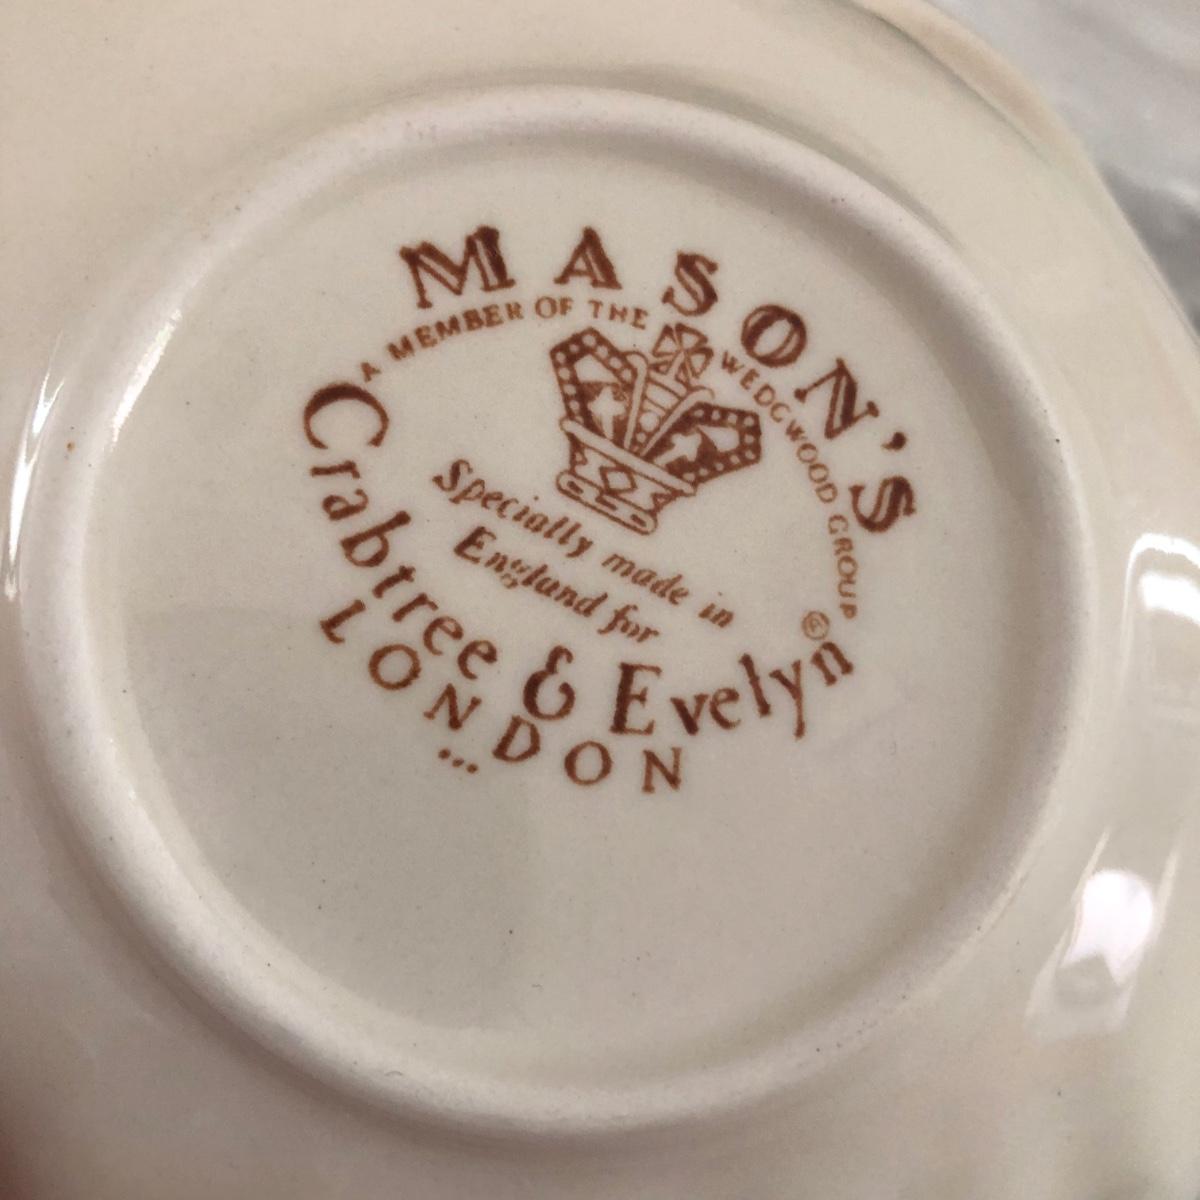 MASON'S
A MEMBER OF THE WEDGWOOD GROUP
Specially made in
England for
Crabtree & Evelyn®
LONDON
...